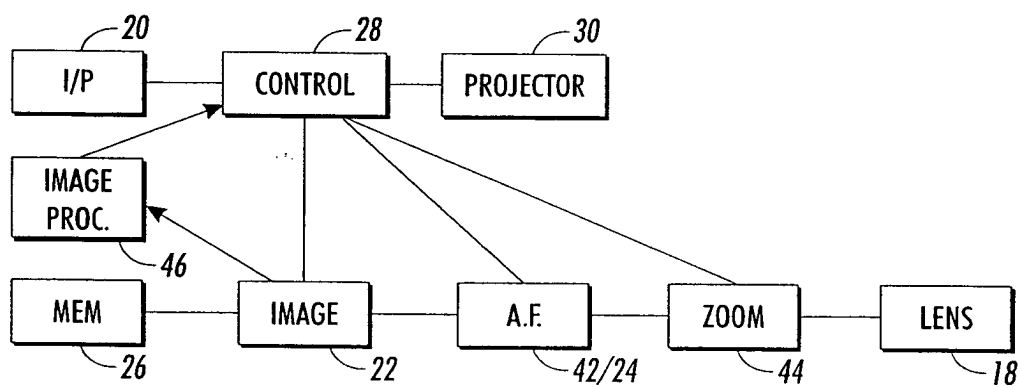 20
28
30
I/P
CONTROL
PROJECTOR
IMAGE
PROC.
46
MEM
IMAGE
A.F.
ZOOM
LENS
26
22
42/24
44
18